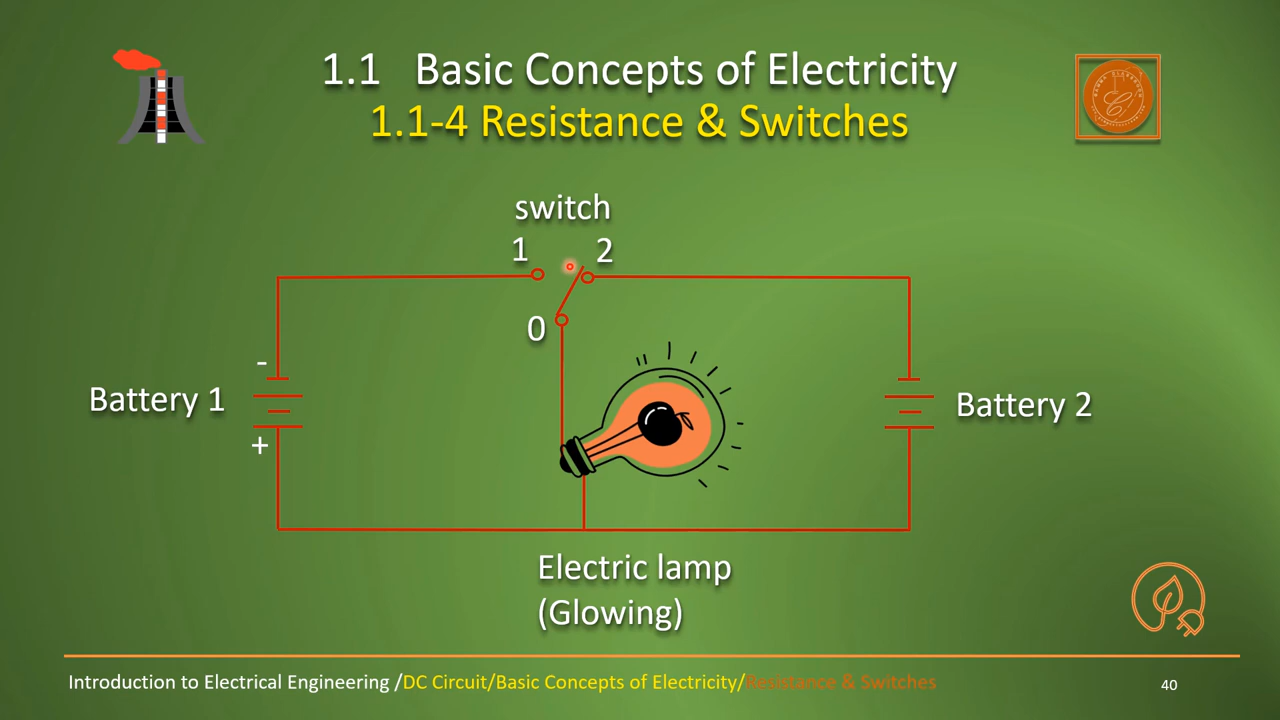 1.1 Basic Concepts of Electricity
1.1-4 Resistance & Switches
switch
1 2
0
-
Battery 1
+
Battery 2
Electric lamp
(Glowing)
Introduction to Electrical Engineering /DC Circuit/Basic Concepts of Electricity/Resistance & Switches
40